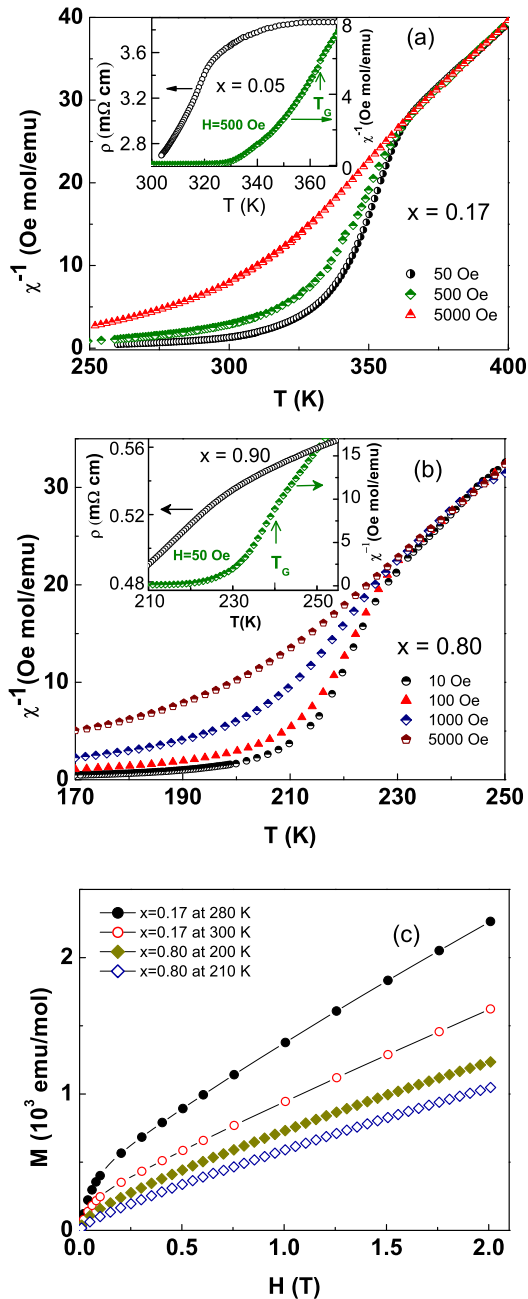 (a)
x = 0.05
H=500 Oe
T_G
ρ (mΩ cm)
3.6
3.2
2.8
300 320 340 360
T (K)
8
6
4
2
0
χ⁻¹(Oe mol/emu)
x = 0.17
50 Oe
500 Oe
5000 Oe
χ⁻¹ (Oe mol/emu)
40
30
20
10
0
250 300 350 400
T (K)
(b)
x = 0.90
H=50 Oe
T_G
ρ (mΩ cm)
0.56
0.52
0.48
210 230 250
T(K)
15
10
5
0
χ⁻¹(Oe mol/emu)
x = 0.80
10 Oe
100 Oe
1000 Oe
5000 Oe
χ⁻¹(Oe mol/emu)
30
20
10
0
170 190 210 230 250
T (K)
(c)
x=0.17 at 280 K
x=0.17 at 300 K
x=0.80 at 200 K
x=0.80 at 210 K
M (10³ emu/mol)
2
1
0
0.0 0.5 1.0 1.5 2.0
H (T)